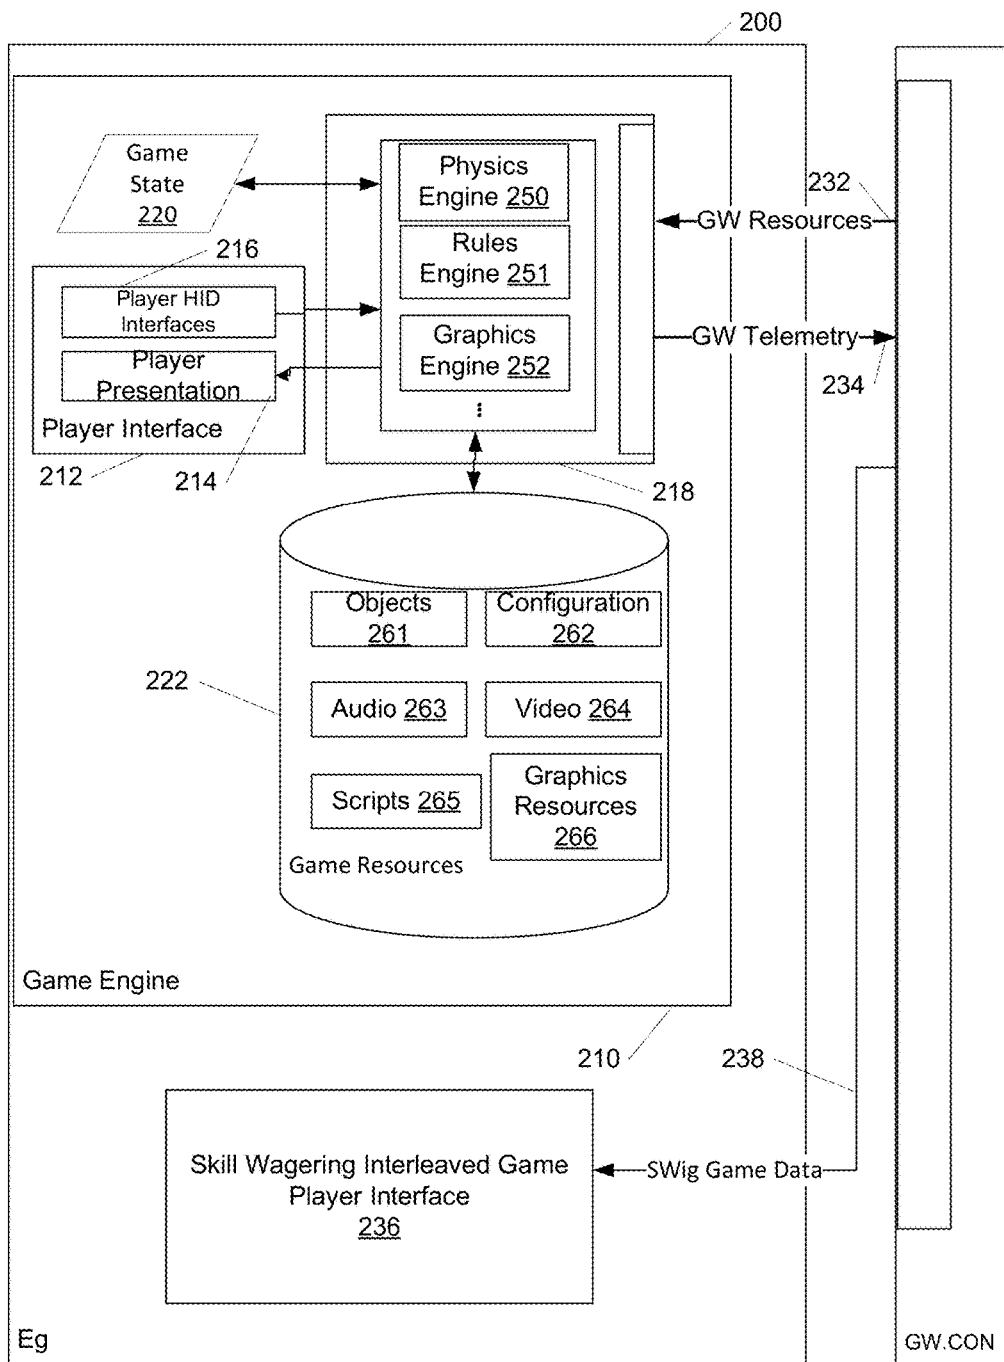 200
Game
State
220
Physics
Engine 250
Rules
Engine 251
Graphics
Engine 252
...
232
GW Resources
GW Telemetry
234
216
Player HID
Interfaces
Player
Presentation
Player Interface
212
214
218
222
Objects
261
Configuration
262
Audio 263
Video 264
Scripts 265
Graphics
Resources
266
Game Resources
Game Engine
210
238
Skill Wagering Interleaved Game
Player Interface
236
SWig Game Data
Eg
GW.CON